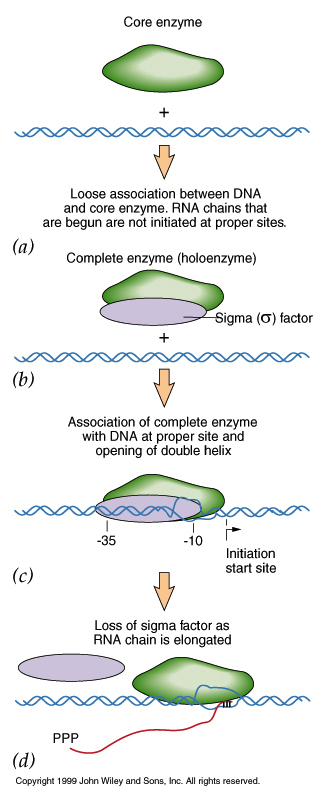 Core enzyme
+
Loose association between DNA
and core enzyme. RNA chains that
are begun are not initiated at proper sites.
(a)
Complete enzyme (holoenzyme)
Sigma (σ) factor
+
(b)
Association of complete enzyme
with DNA at proper site and
opening of double helix
-35
-10
Initiation
start site
(c)
Loss of sigma factor as
RNA chain is elongated
PPP
(d)
Copyright 1999 John Wiley and Sons, Inc. All rights reserved.